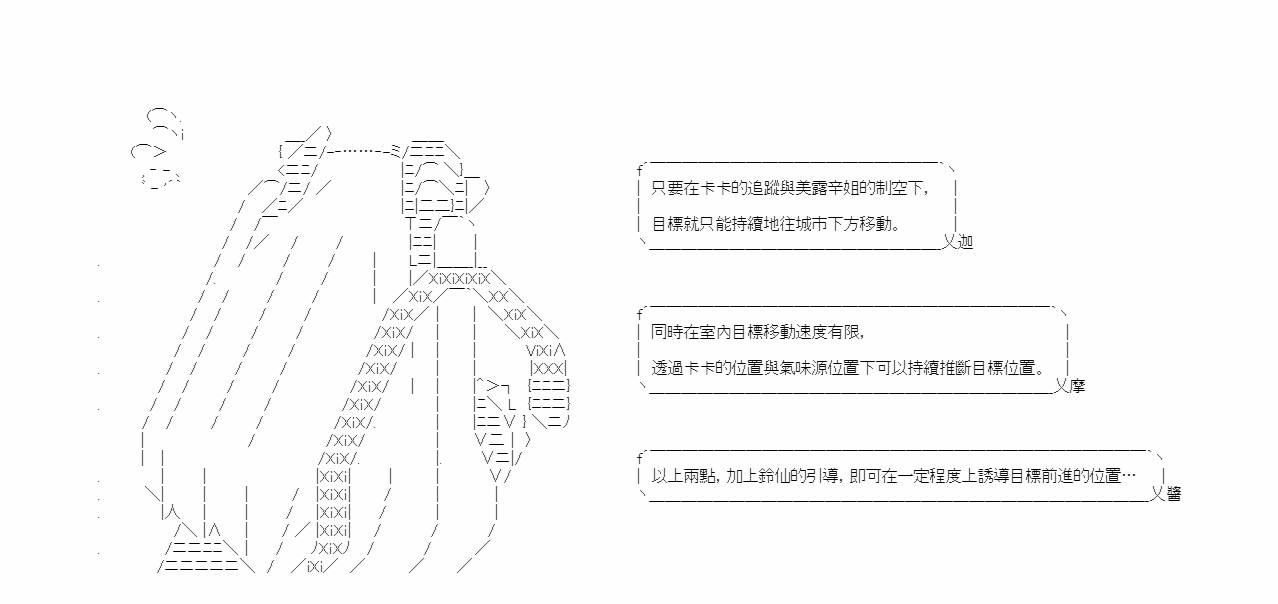 只要在卡卡的追蹤與美露辛姐的制空下,
目標就只能持續地往城市下方移動。
乂迦
同時在室內目標移動速度有限,
透過卡卡的位置與氣味源位置下可以持續推斷目標位置。
乂摩
以上兩點, 加上鈴仙的引導, 即可在一定程度上誘導目標前進的位置…
乂醬